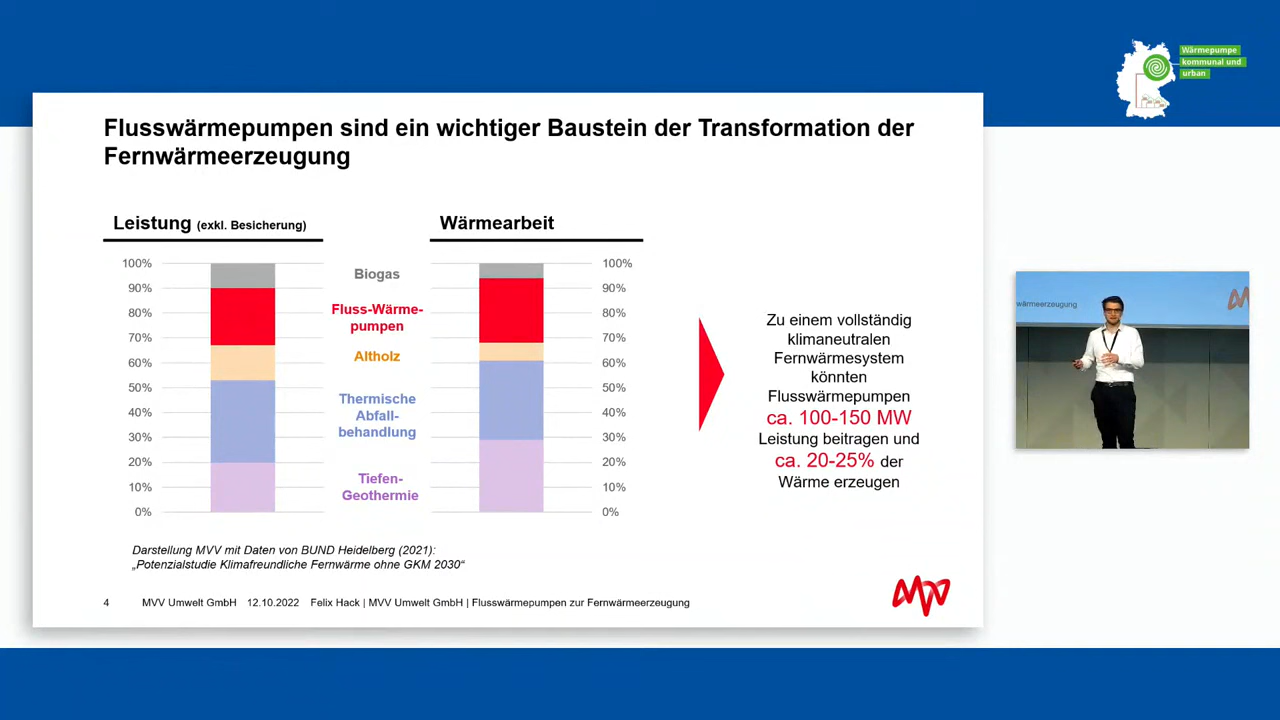 Wärmepumpe
kommunal und
urban
Flusswärmepumpen sind ein wichtiger Baustein der Transformation der
Fernwärmeerzeugung
Leistung (exkl. Besicherung)
100%
90%
80%
70%
60%
50%
40%
30%
20%
10%
0%
Biogas
Fluss-Wärme-
pumpen
Altholz
Thermische
Abfall-
behandlung
Tiefen-
Geothermie
Wärmearbeit
100%
90%
80%
70%
60%
50%
40%
30%
20%
10%
0%
Zu einem vollständig
klimaneutralen
Fernwärmesystem
könnten
Flusswärmepumpen
ca. 100-150 MW
Leistung beitragen und
ca. 20-25% der
Wärme erzeugen
wärmeerzeugung
Darstellung MVV mit Daten von BUND Heidelberg (2021):
„Potenzialstudie Klimafreundliche Fernwärme ohne GKM 2030“
4 MVV Umwelt GmbH 12.10.2022 Felix Hack | MVV Umwelt GmbH | Flusswärmepumpen zur Fernwärmeerzeugung
MVV